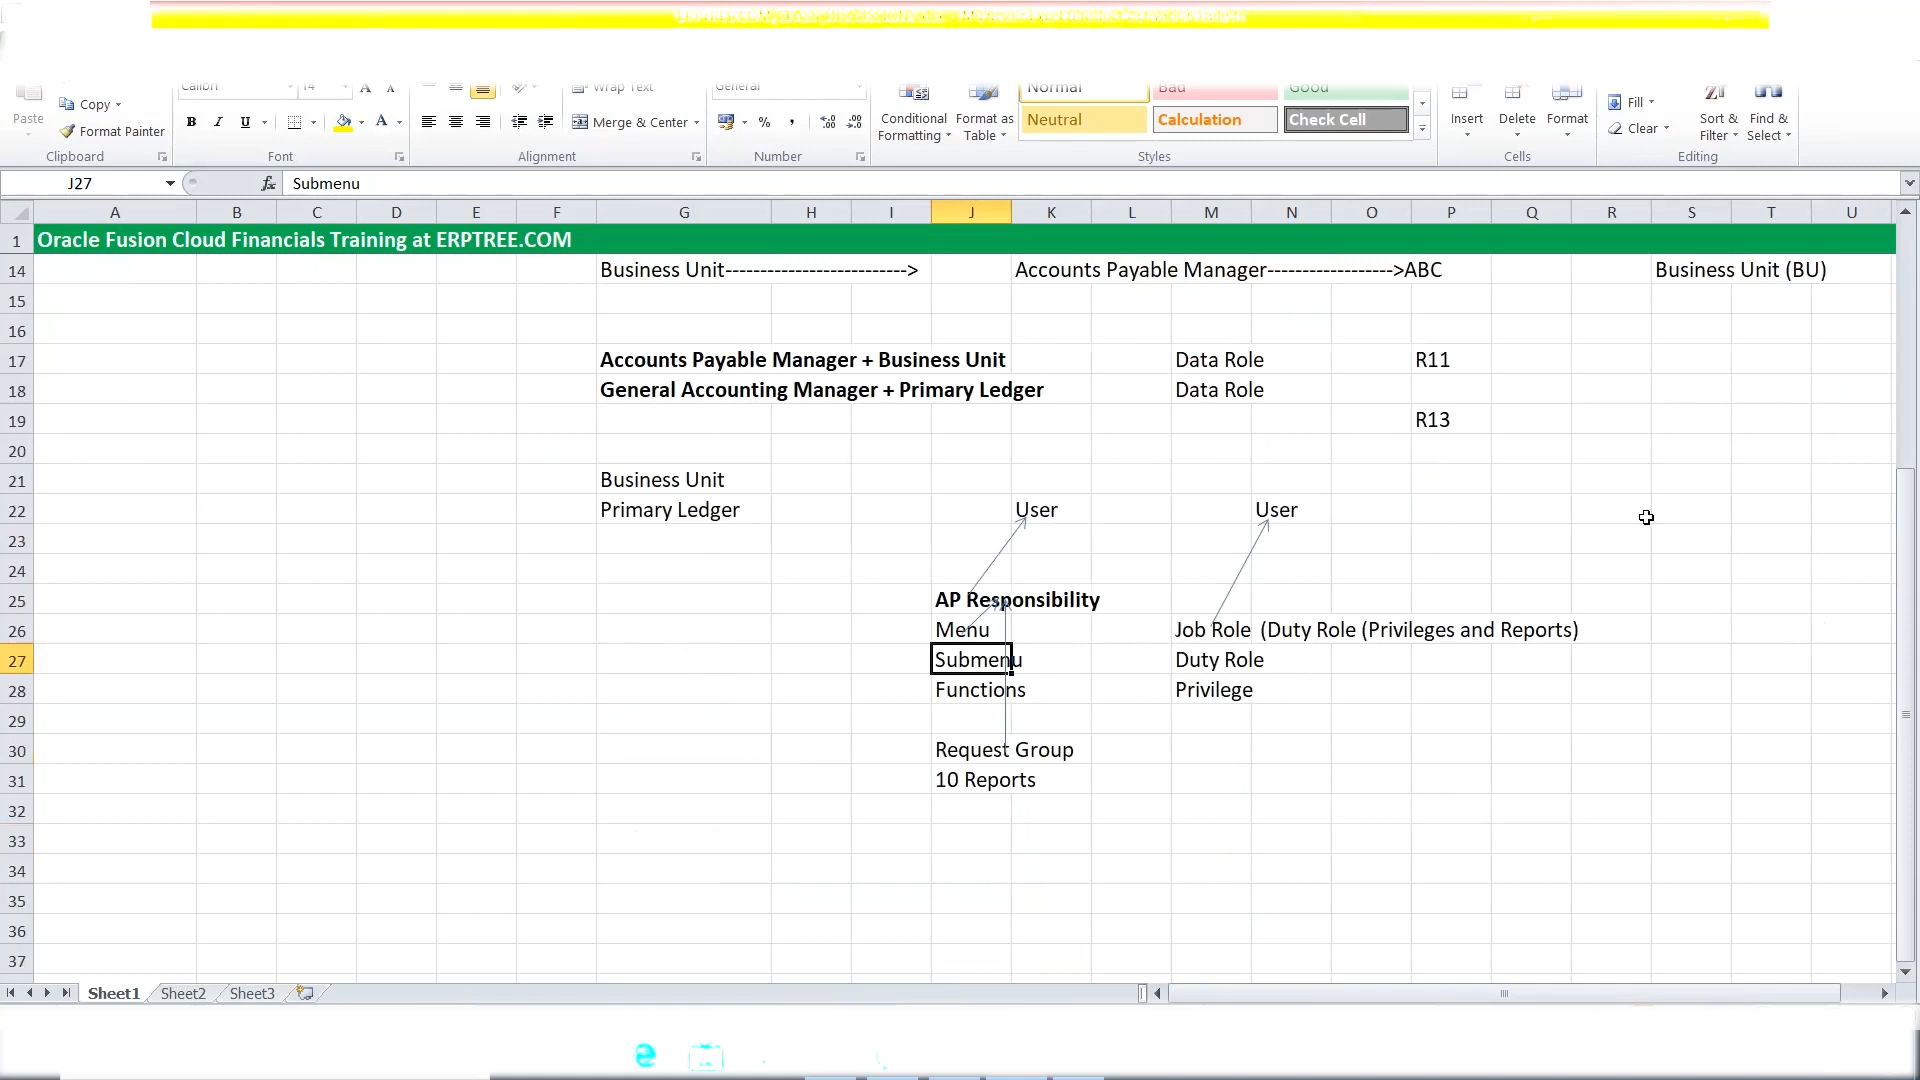 Calibri 14 Wrap Text General Normal Bad Good
Paste Copy Format Painter B I U A Merge & Center % , Conditional Formatting Format as Table Neutral Calculation Check Cell Insert Delete Format Fill Clear Sort & Filter Find & Select
Clipboard Font Alignment Number Styles Cells Editing
J27 fx Submenu
A B C D E F G H I J K L M N O P Q R S T U
1 Oracle Fusion Cloud Financials Training at ERPTREE.COM
14 Business Unit--------------------------> Accounts Payable Manager------------------>ABC Business Unit (BU)
15
16
17 Accounts Payable Manager + Business Unit Data Role R11
18 General Accounting Manager + Primary Ledger Data Role
19 R13
20
21 Business Unit
22 Primary Ledger User User
23
24
25 AP Responsibility
26 Menu Job Role (Duty Role (Privileges and Reports)
27 Submenu Duty Role
28 Functions Privilege
29
30 Request Group
31 10 Reports
32
33
34
35
36
37
Sheet1 Sheet2 Sheet3